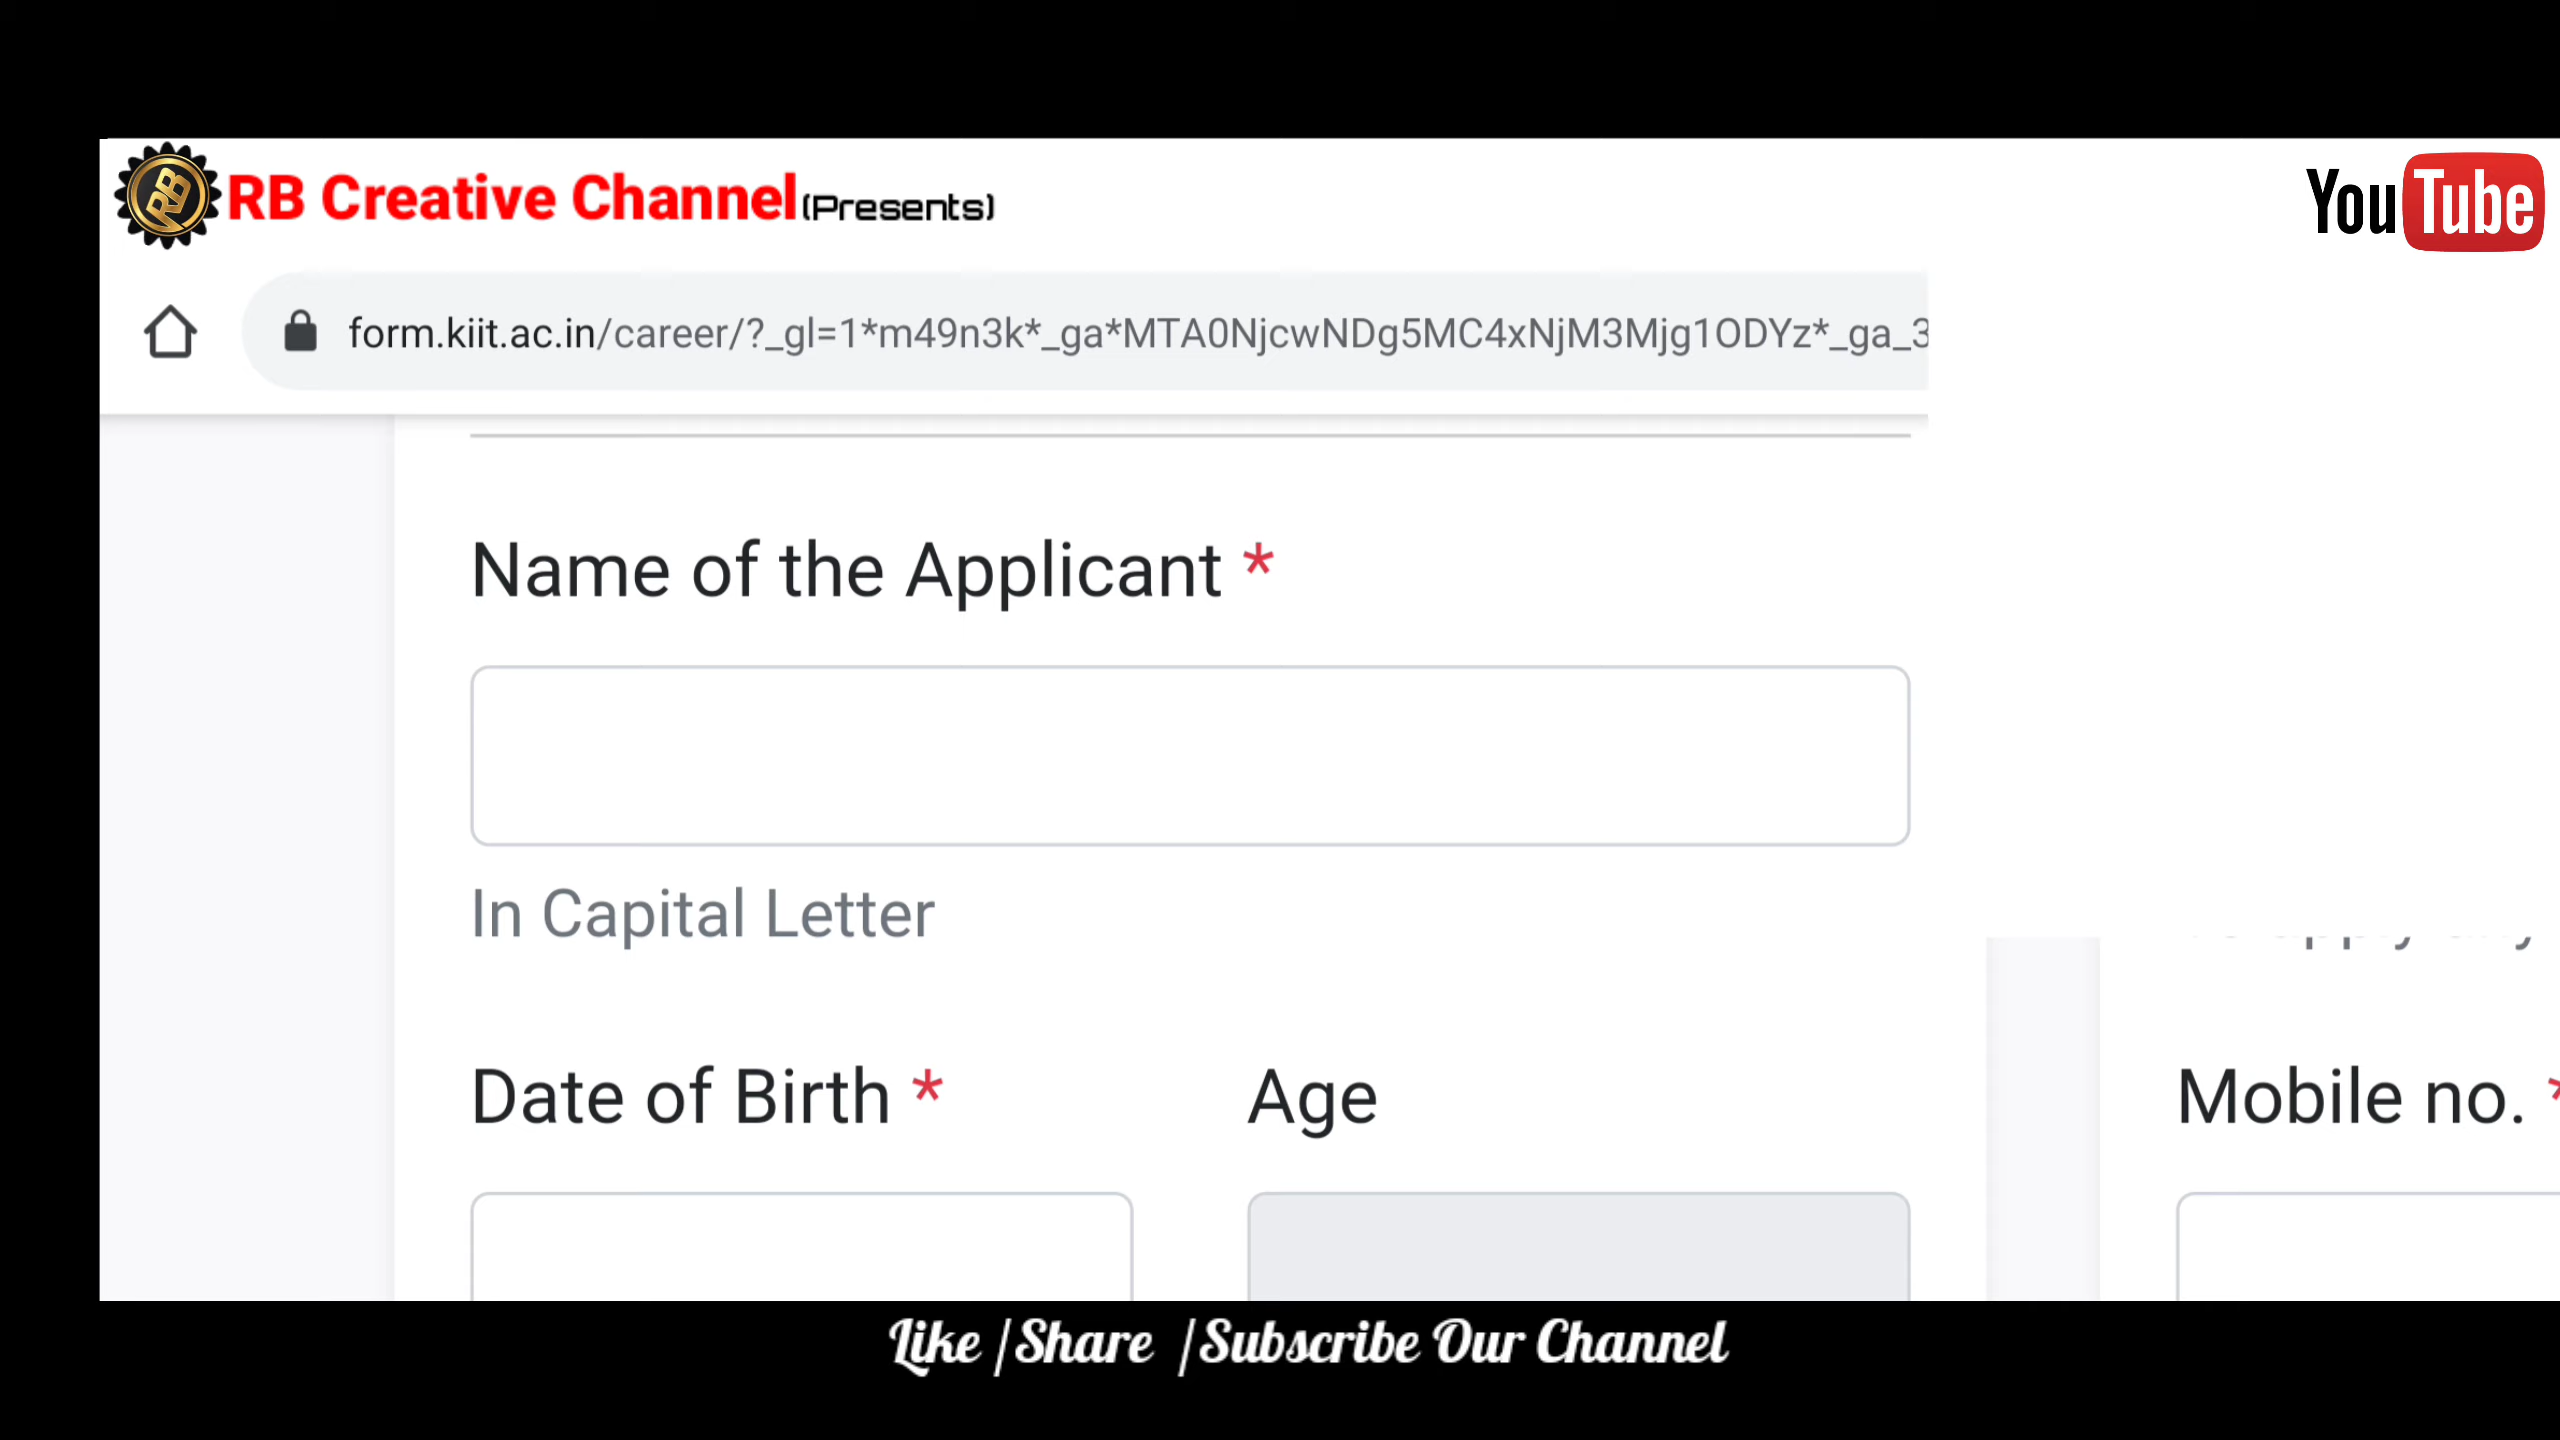 RB
RB Creative Channel(Presents)
YouTube
form.kiit.ac.in/career/?_gl=1*m49n3k*_ga*MTA0NjcwNDg5MC4xNjM3Mjg1ODYz*_ga_3
Name of the Applicant *
In Capital Letter
Date of Birth * Age Mobile no. *
Like /Share /Subscribe Our Channel